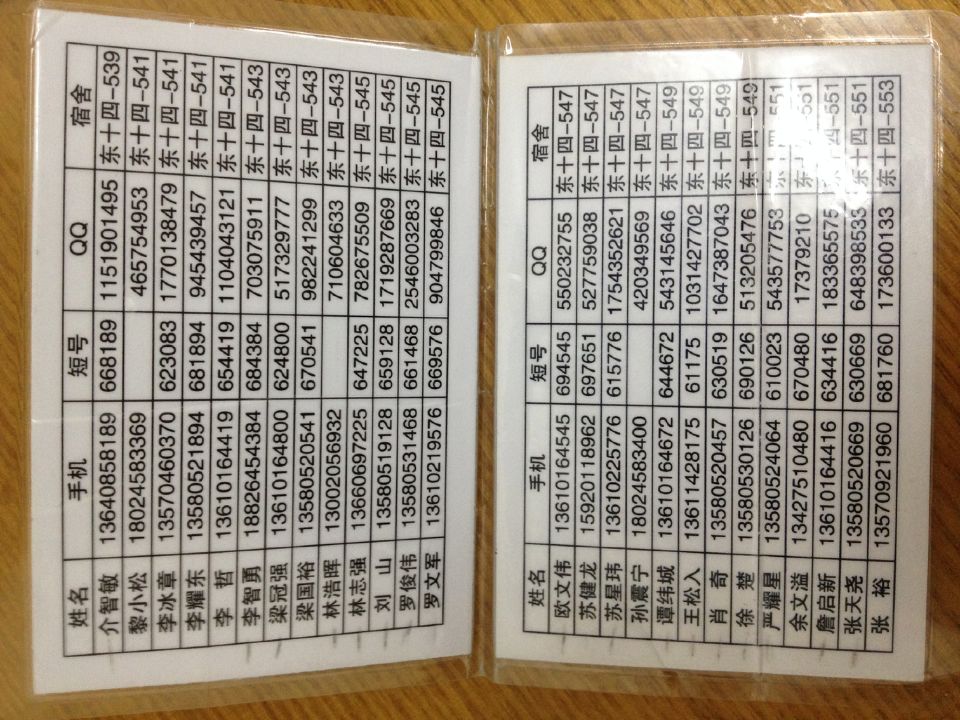 姓名 手机 短号 QQ 宿舍
介智敏 13640858189 668189 1151901495 东十四-539
黎小松 18024583369 465754953 东十四-541
李冰章 13570460370 623083 1770138479 东十四-541
李耀东 13580521894 681894 945439457 东十四-541
李 哲 13610164419 654419 1104043121 东十四-541
李智勇 18826454384 684384 703075911 东十四-543
梁冠强 13610164800 624800 517329777 东十四-543
梁国裕 13580520541 670541 982241299 东十四-543
林浩晖 13002056932 710604633 东十四-543
林志强 13660697225 647225 782675509 东十四-545
刘 山 13580519128 659128 1719287669 东十四-545
罗俊伟 13580531468 661468 2546003283 东十四-545
罗文军 13610219576 669576 904799846 东十四-545
姓名 手机 短号 QQ 宿舍
欧文伟 13610164545 694545 550232755 东十四-547
苏健龙 15920118962 697651 527759038 东十四-547
苏星玮 13610225776 615776 1754352621 东十四-547
孙震宁 18024583400 420349569 东十四-547
谭纬城 13610164672 644672 543145646 东十四-549
王松入 13611428175 61175 1031427702 东十四-549
肖 奇 13580520457 630519 1647387043 东十四-549
徐 楚 13580530126 690126 513205476 东十四-549
严耀星 13580524064 610023 543577753 东十四-551
余文溢 13427510480 670480 17379210 东十四-551
詹启新 13610164416 634416 183365575 东十四-551
张天尧 13580520669 630669 648398533 东十四-551
张 裕 13570921960 681760 173600133 东十四-553